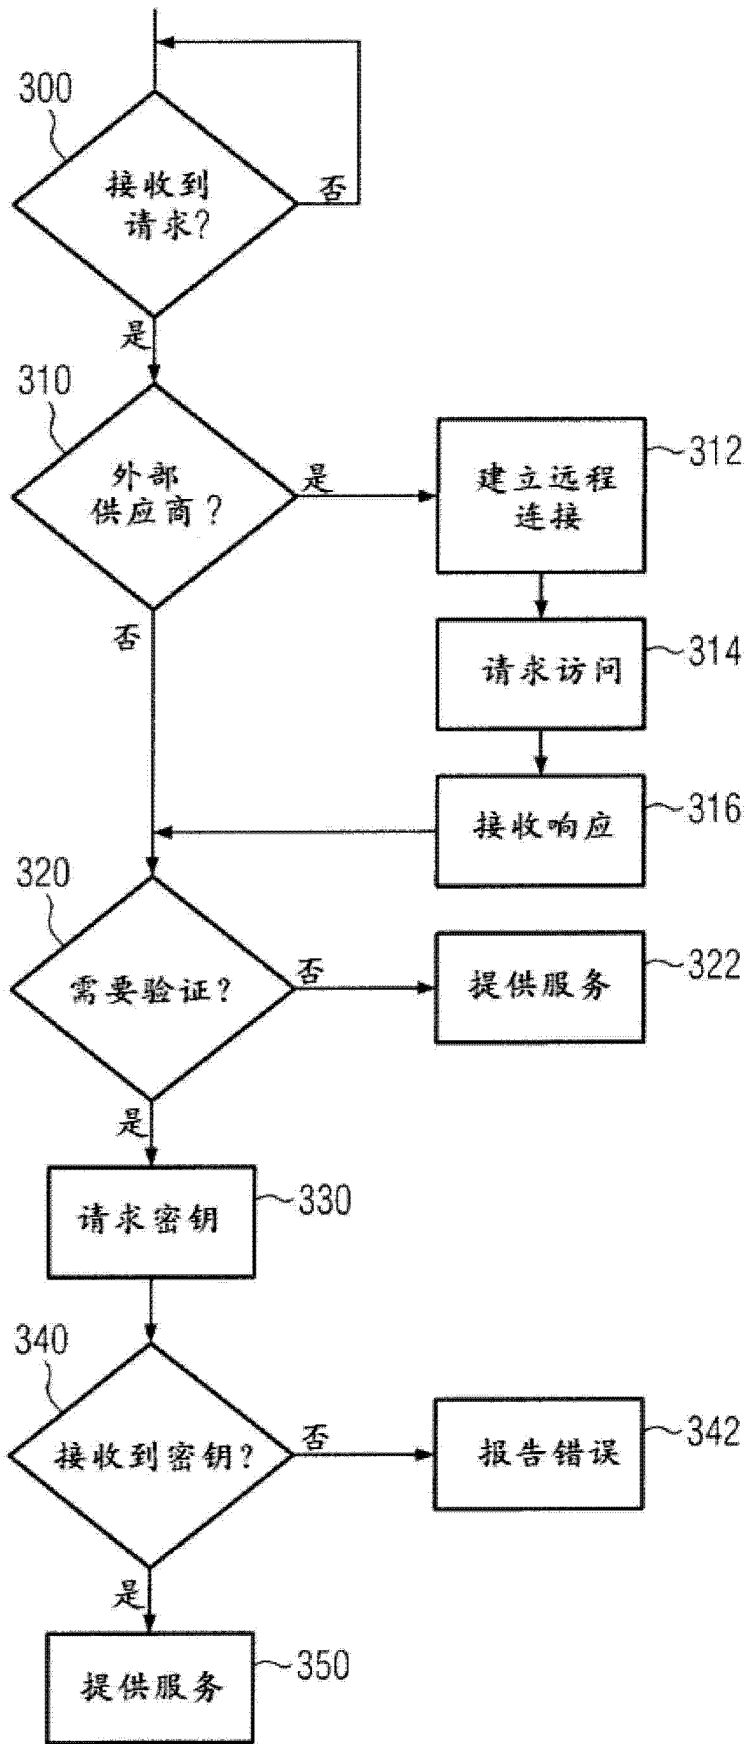 300
接收到
请求?
否
是
310
外部
供应商?
是
312
建立远程
连接
否
314
请求访问
316
接收响应
320
需要验证?
否
322
提供服务
是
330
请求密钥
340
接收到密钥?
否
342
报告错误
是
350
提供服务